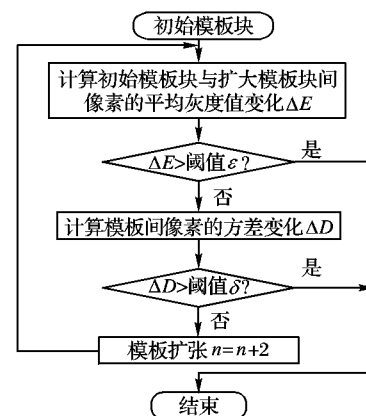 初始模板块
计算初始模板块与扩大模板块间
像素的平均灰度值变化ΔE
ΔE>阈值ε?
是
否
计算模板间像素的方差变化ΔD
ΔD>阈值δ?
是
否
模板扩张n=n+2
结束